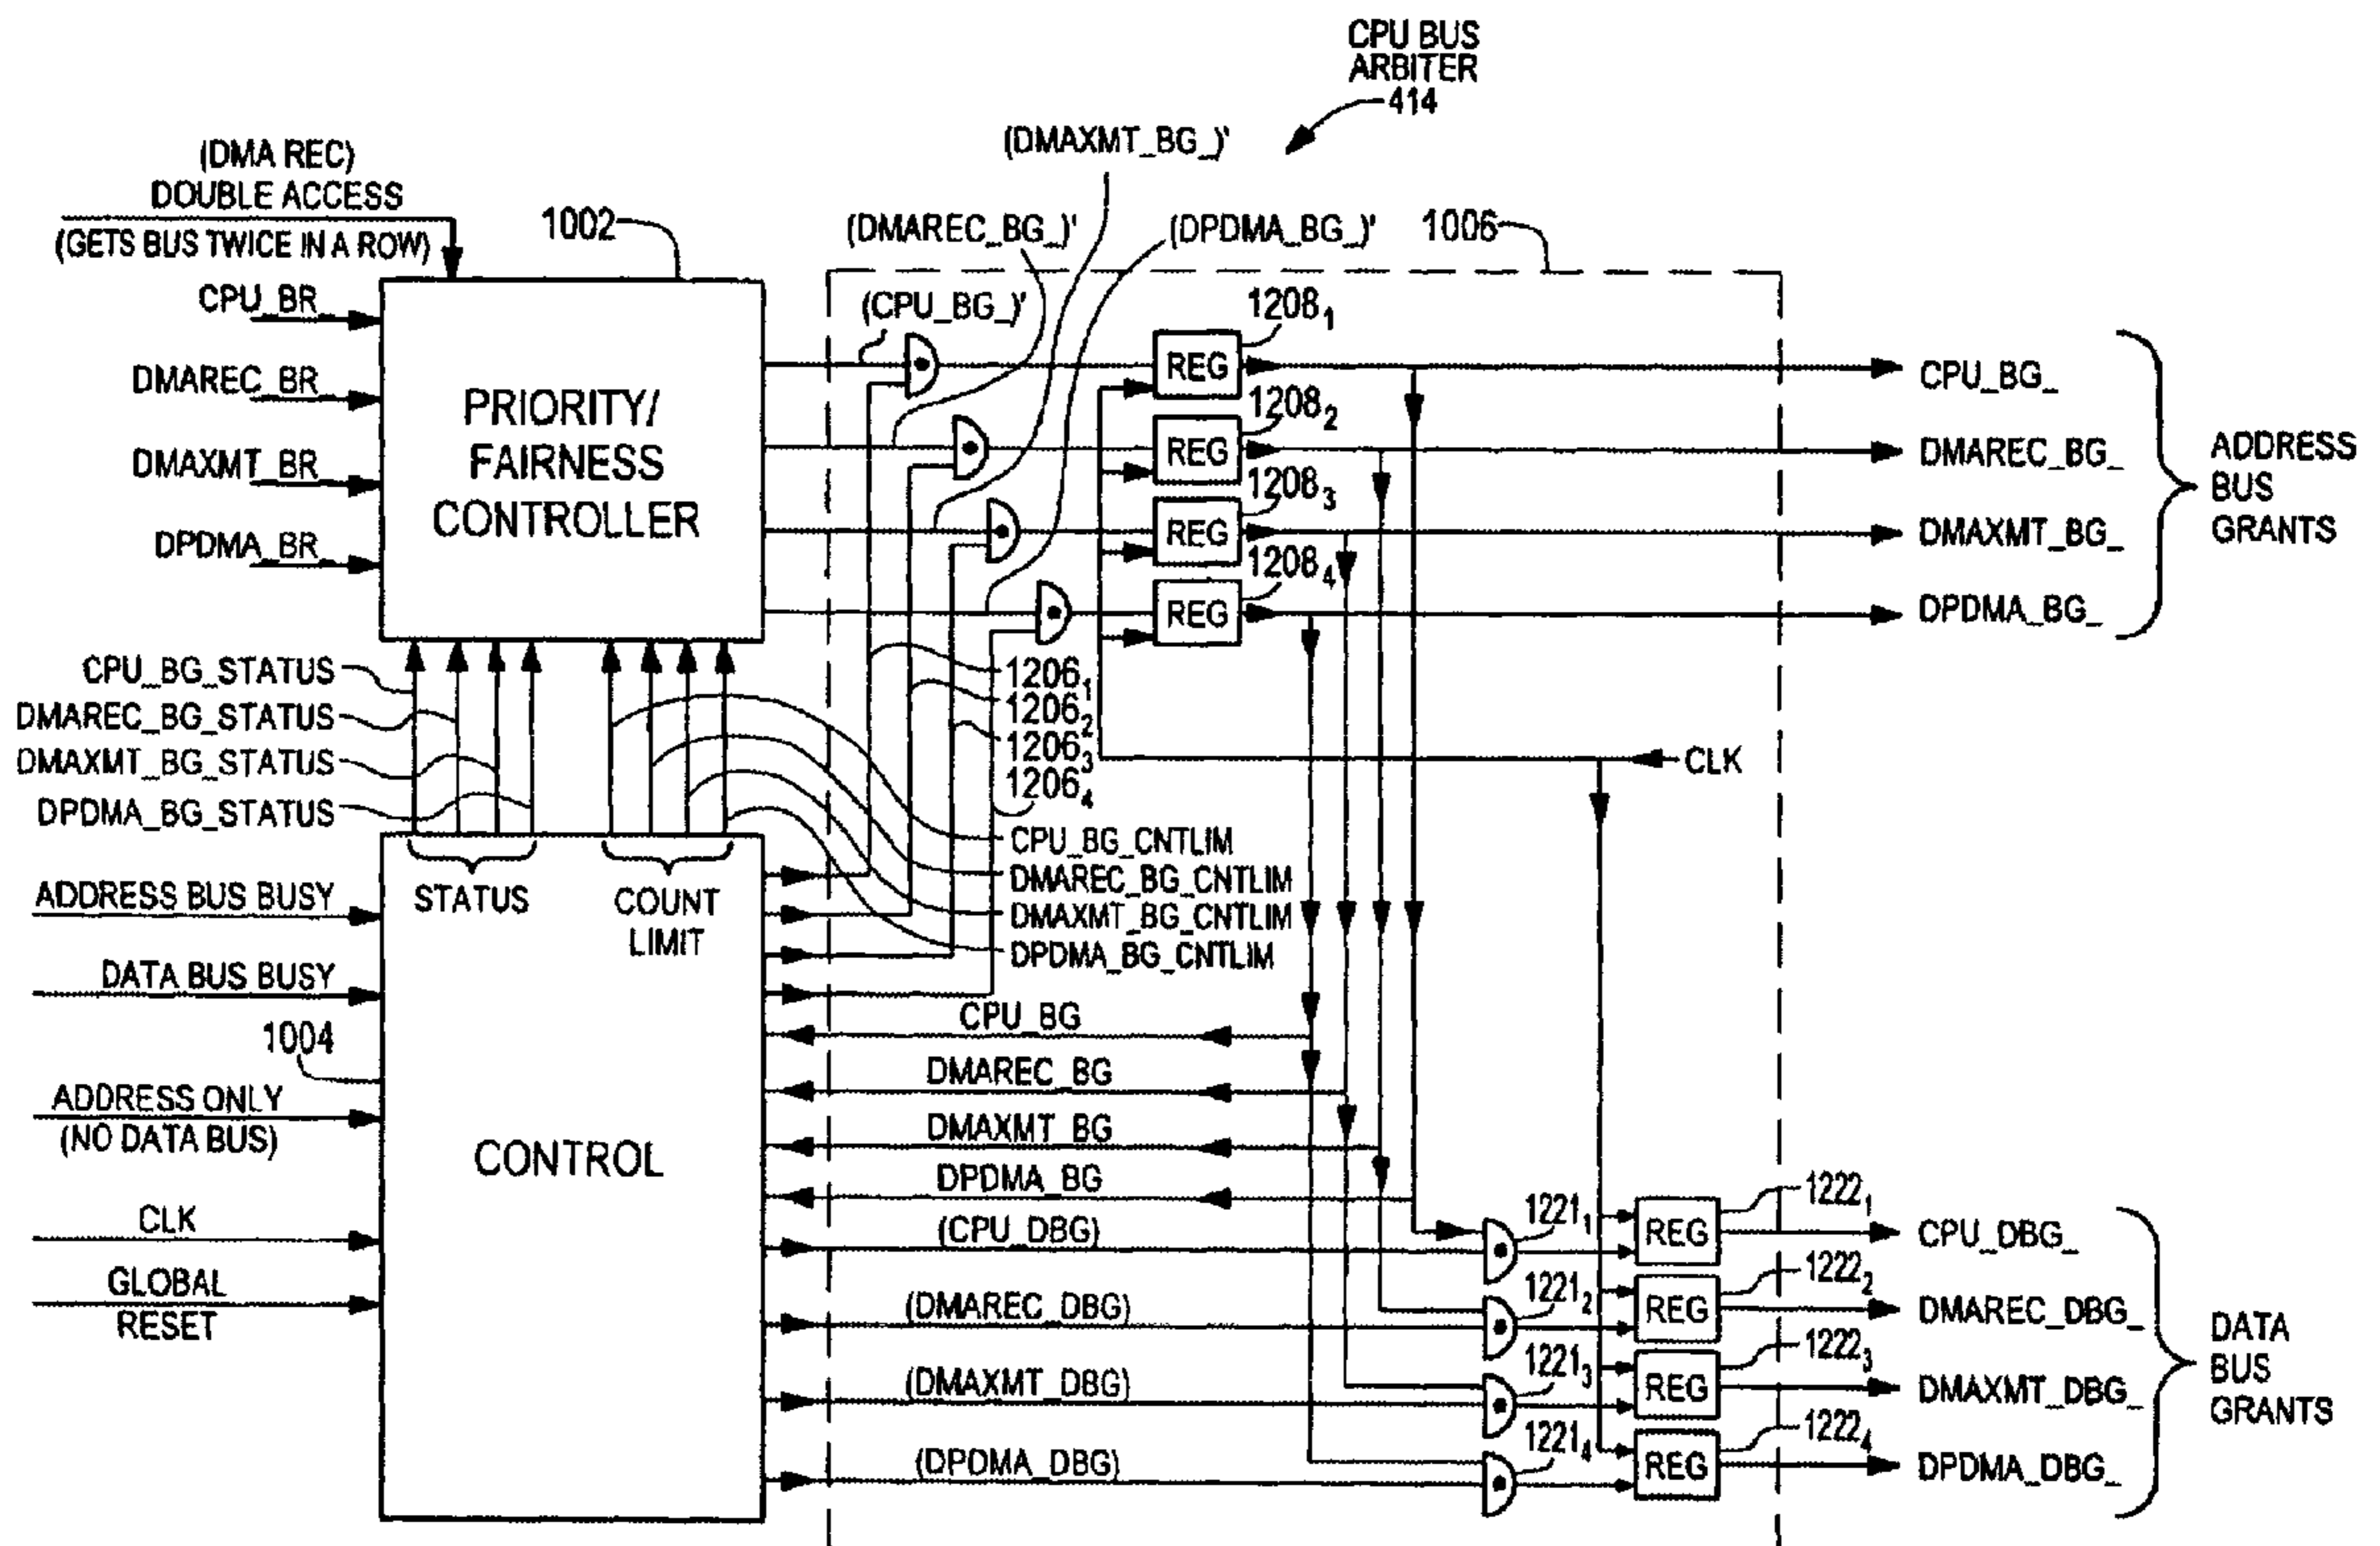 CPU BUS
ARBITER
414
(DMAXMT_BG_)'
(DMA REC)
DOUBLE ACCESS
(GETS BUS TWICE IN A ROW)
1002
(DMAREC_BG_)'
(DPDMA_BG_)'
1006
CPU_BR_
DMAREC_BR_
DMAXMT_BR_
DPDMA_BR_
PRIORITY/
FAIRNESS
CONTROLLER
(CPU_BG_)'
1208₁
REG
1208₂
REG
1208₃
REG
1208₄
REG
CPU_BG_
DMAREC_BG_
DMAXMT_BG_
DPDMA_BG_
ADDRESS
BUS
GRANTS
CPU_BG_STATUS
DMAREC_BG_STATUS
DMAXMT_BG_STATUS
DPDMA_BG_STATUS
1206₁
1206₂
1206₃
1206₄
CLK
CPU_BG_CNTLIM
DMAREC_BG_CNTLIM
DMAXMT_BG_CNTLIM
DPDMA_BG_CNTLIM
STATUS
COUNT
LIMIT
ADDRESS BUS BUSY
DATA BUS BUSY
1004
ADDRESS ONLY
(NO DATA BUS)
CLK
GLOBAL
RESET
CONTROL
CPU_BG
DMAREC_BG
DMAXMT_BG
DPDMA_BG
(CPU_DBG)
(DMAREC_DBG)
(DMAXMT_DBG)
(DPDMA_DBG)
1221₁
1221₂
1221₃
1221₄
REG
1222₁
REG
1222₂
REG
1222₃
REG
1222₄
CPU_DBG_
DMAREC_DBG_
DMAXMT_DBG_
DPDMA_DBG_
DATA
BUS
GRANTS